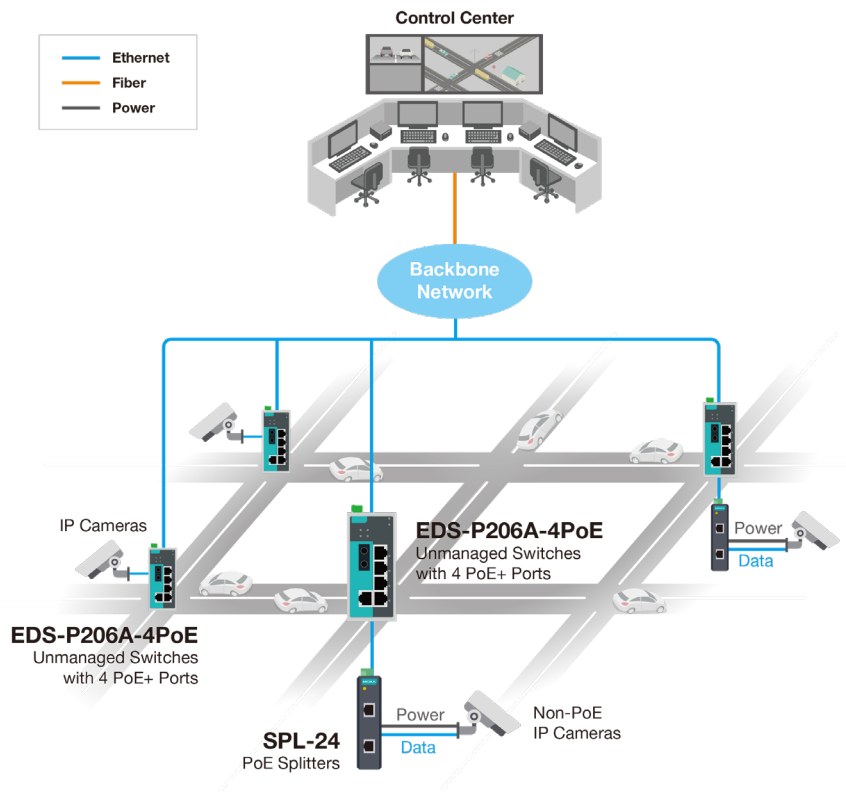 Control Center
Ethernet
Fiber
Power
Backbone
Network
IP Cameras
EDS-P206A-4PoE
Unmanaged Switches
with 4 PoE+ Ports
Power
Data
EDS-P206A-4PoE
Unmanaged Switches
with 4 PoE+ Ports
MOXA
SPL-24
PoE Splitters
Power
Data
Non-PoE
IP Cameras